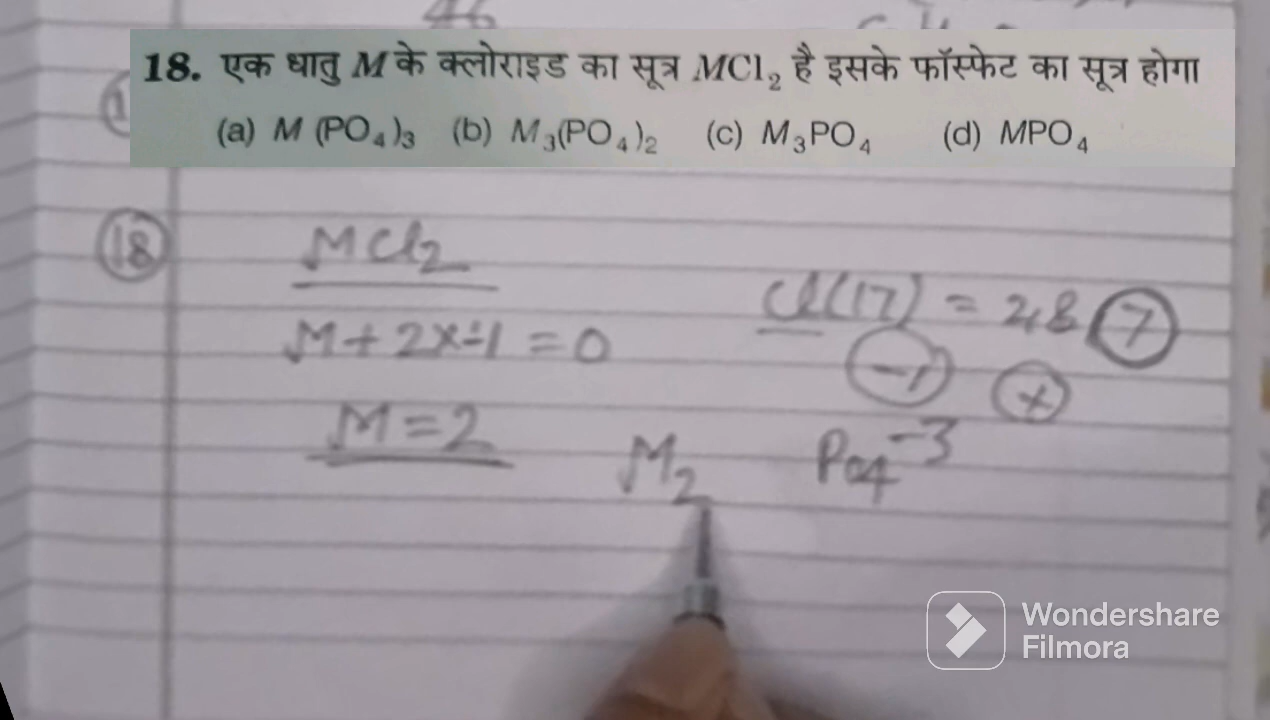 18. एक धातु M के क्लोराइड का सूत्र MCl₂ है इसके फॉस्फेट का सूत्र होगा
(a) M (PO₄)₃ (b) M₃(PO₄)₂ (c) M₃PO₄ (d) MPO₄
18 MCl₂
Cl(17) = 2,8 7
M+2×-1 = 0
-1
M=2
M₂ PO₄⁻³
Wondershare
Filmora